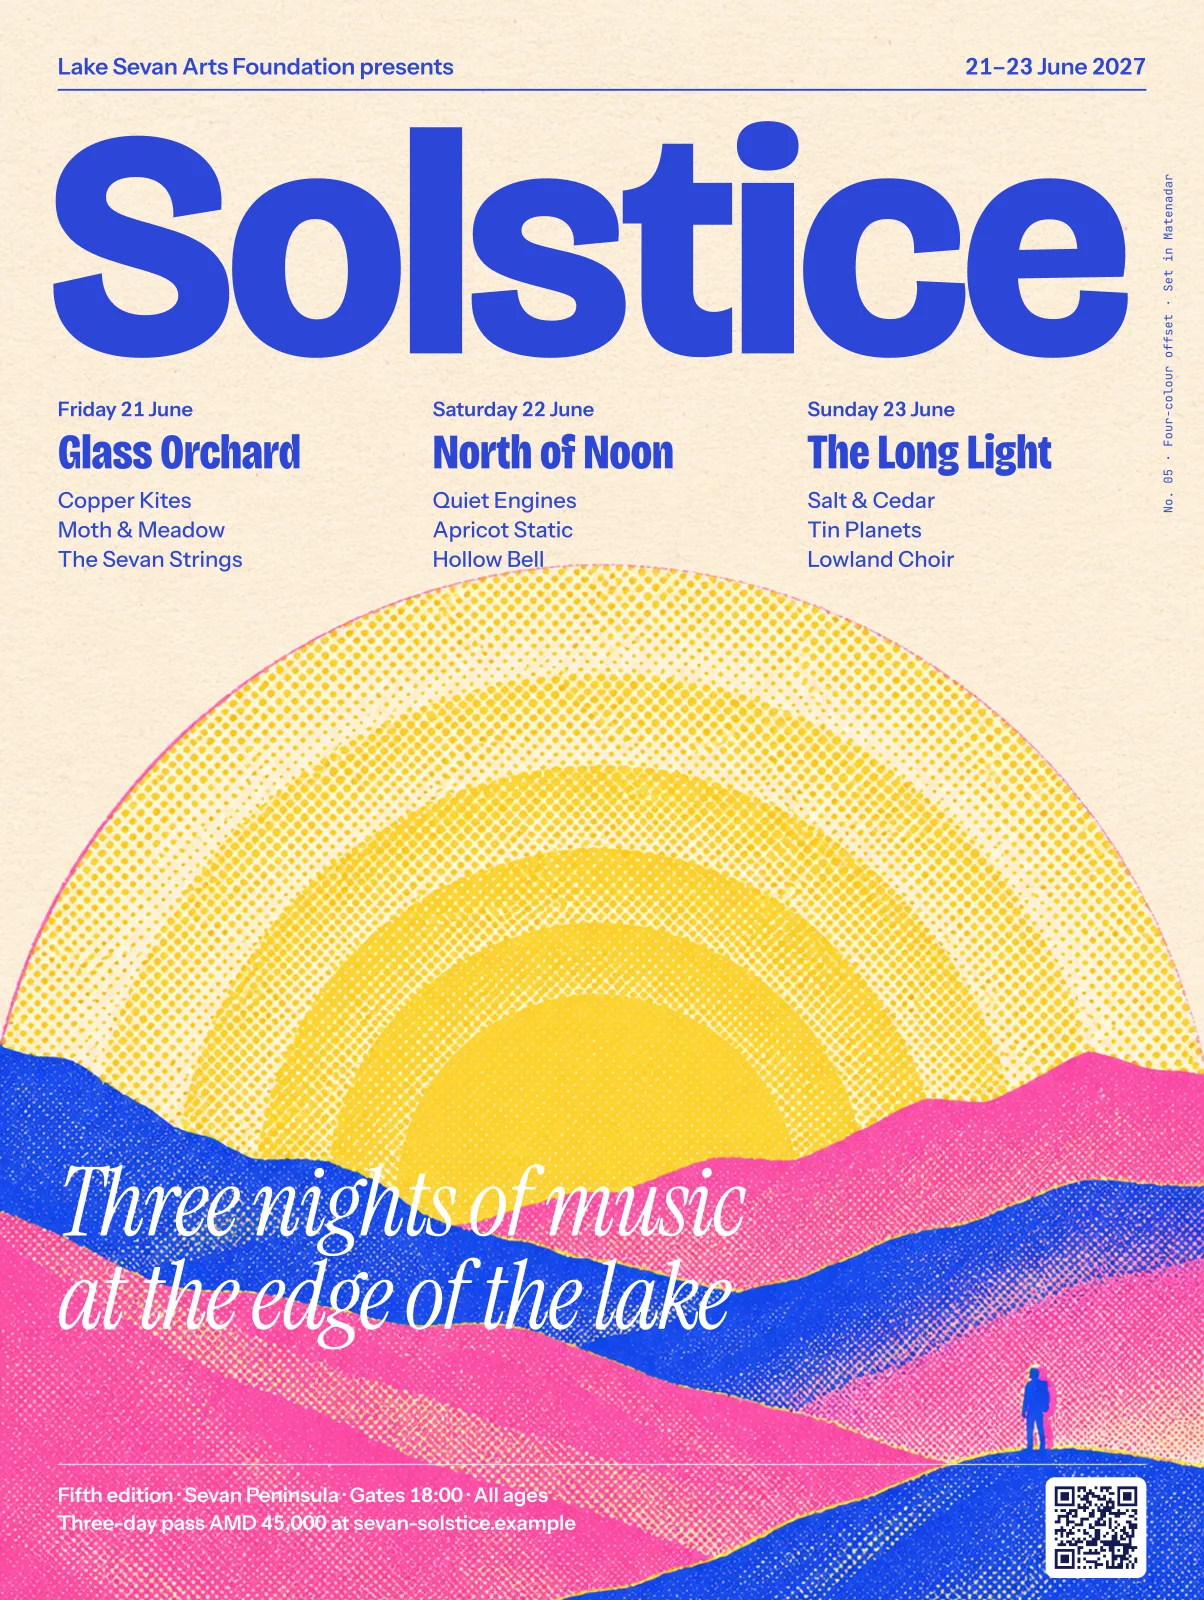 Lake Sevan Arts Foundation presents
21–23 June 2027
Solstice
Friday 21 June
Glass Orchard
Copper Kites
Moth & Meadow
The Sevan Strings
Saturday 22 June
North of Noon
Quiet Engines
Apricot Static
Hollow Bell
Sunday 23 June
The Long Light
Salt & Cedar
Tin Planets
Lowland Choir
No. 05 · Four-colour offset · Set in Matenadar
Three nights of music
at the edge of the lake
Fifth edition · Sevan Peninsula · Gates 18:00 · All ages
Three-day pass AMD 45,000 at sevan-solstice.example